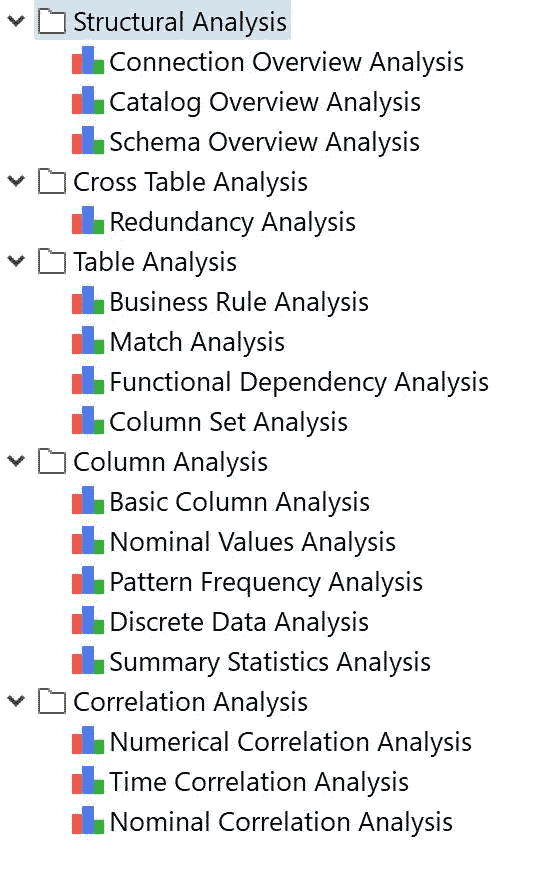 Structural Analysis
Connection Overview Analysis
Catalog Overview Analysis
Schema Overview Analysis
Cross Table Analysis
Redundancy Analysis
Table Analysis
Business Rule Analysis
Match Analysis
Functional Dependency Analysis
Column Set Analysis
Column Analysis
Basic Column Analysis
Nominal Values Analysis
Pattern Frequency Analysis
Discrete Data Analysis
Summary Statistics Analysis
Correlation Analysis
Numerical Correlation Analysis
Time Correlation Analysis
Nominal Correlation Analysis